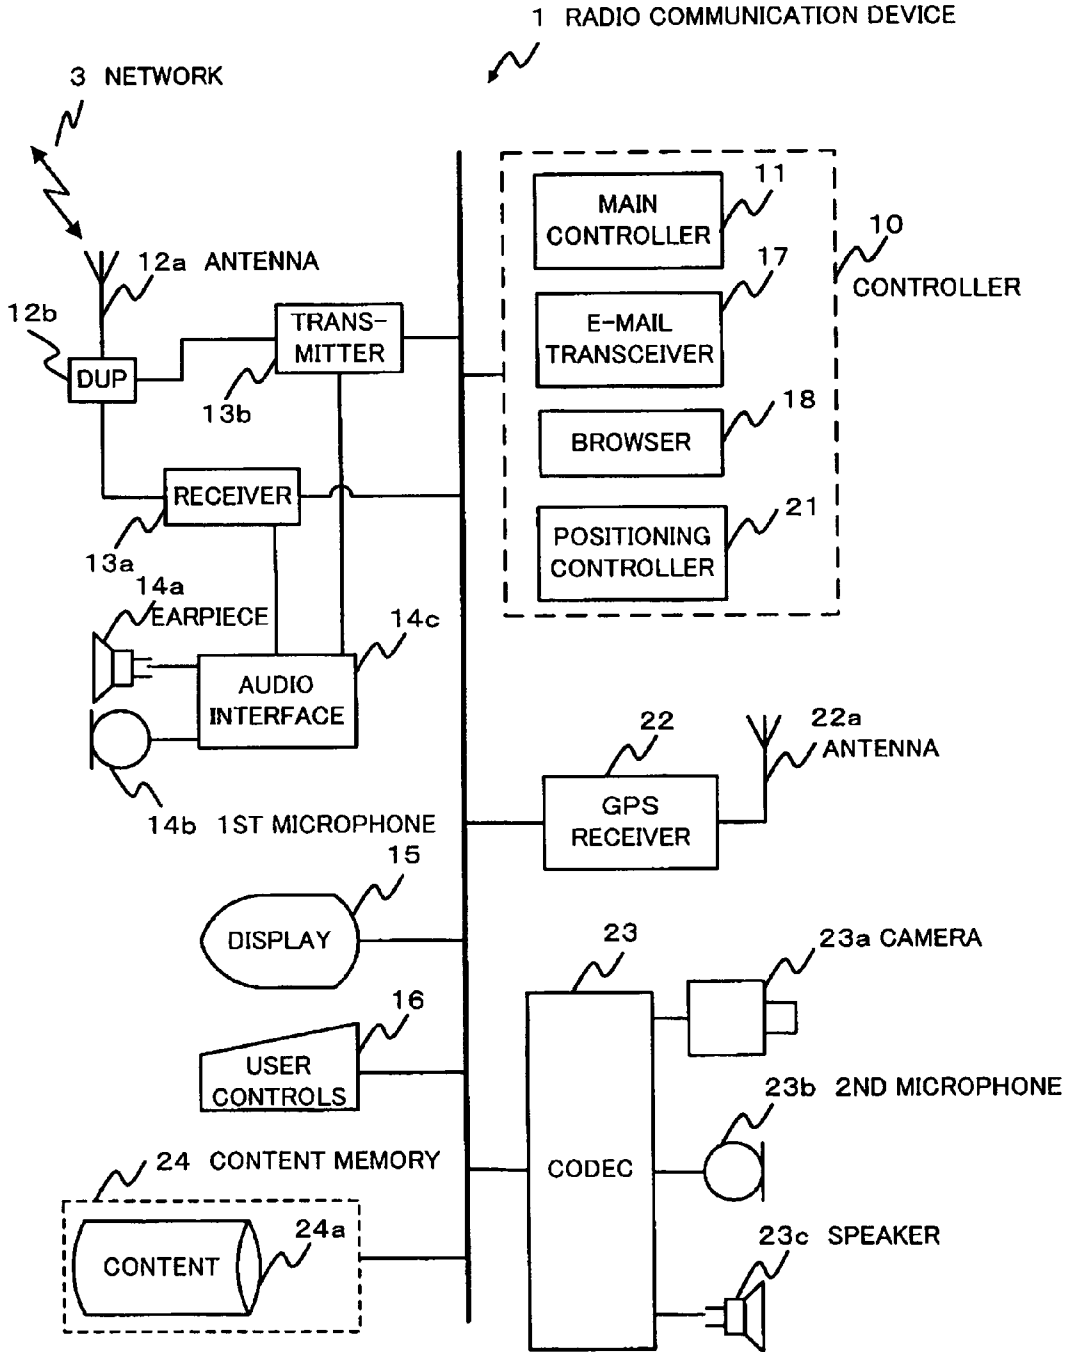 1 RADIO COMMUNICATION DEVICE
3 NETWORK
11
MAIN
CONTROLLER
10
CONTROLLER
12a ANTENNA
17
E-MAIL
TRANSCEIVER
12b
DUP
TRANS-
MITTER
13b
18
BROWSER
RECEIVER
13a
21
POSITIONING
CONTROLLER
14a
EARPIECE
14c
AUDIO
INTERFACE
14b 1ST MICROPHONE
22
22a
ANTENNA
GPS
RECEIVER
15
DISPLAY
23
23a CAMERA
16
USER
CONTROLS
23b 2ND MICROPHONE
CODEC
24 CONTENT MEMORY
24a
CONTENT
23c SPEAKER